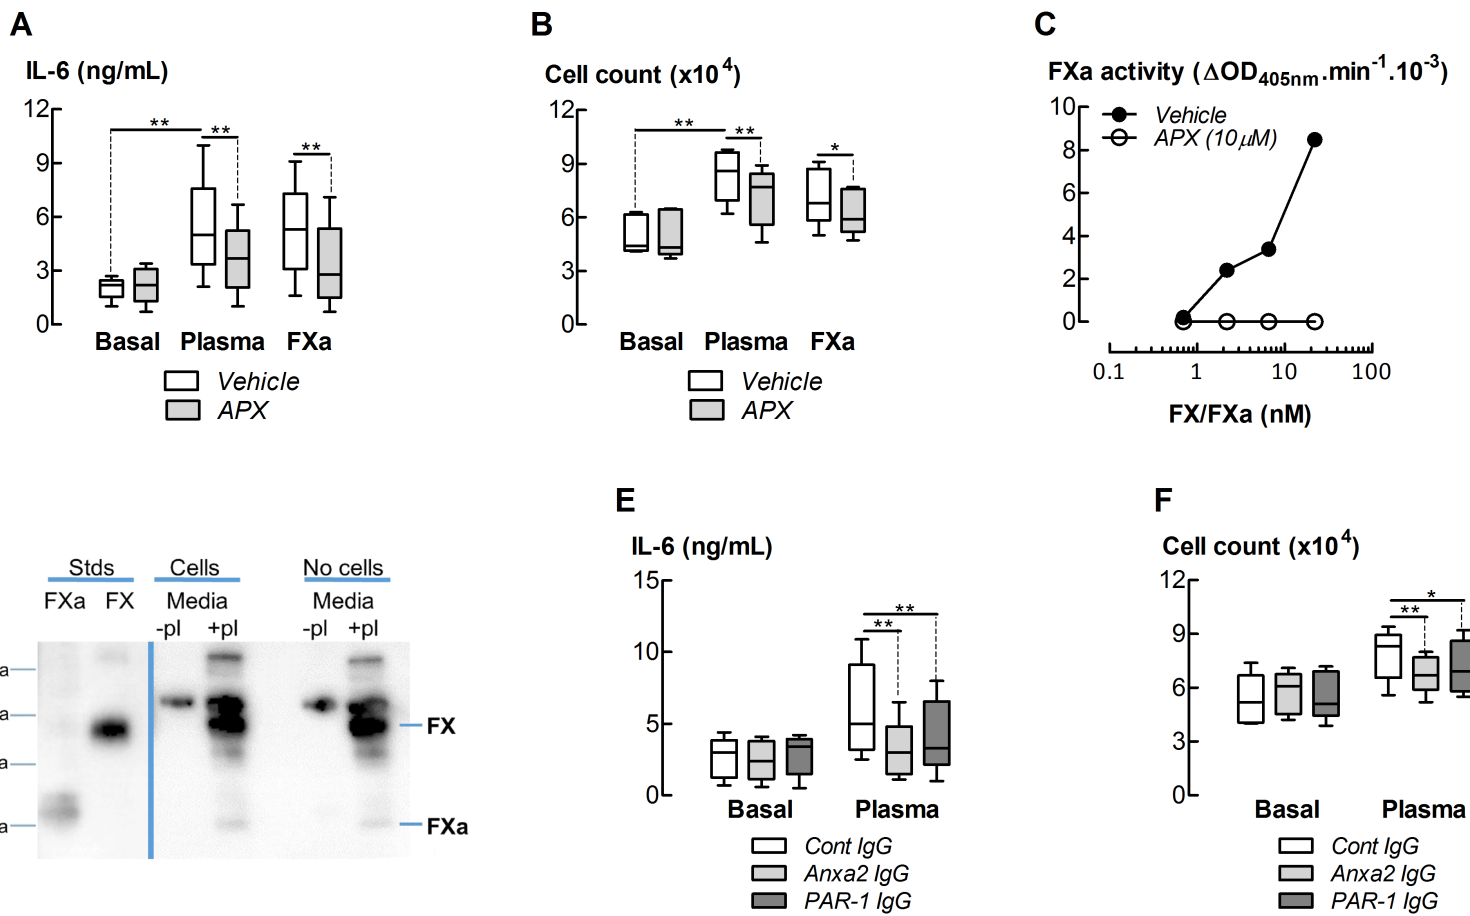 A
IL-6 (ng/mL)
12
9
6
3
0
**
**
**
Basal
Plasma
FXa
Vehicle
APX
B
Cell count (x10⁴)
12
9
6
3
0
**
**
*
Basal
Plasma
FXa
Vehicle
APX
C
FXa activity (ΔOD405nm.min⁻¹.10⁻³)
10
8
6
4
2
0
Vehicle
APX (10µM)
0.1
1
10
100
FX/FXa (nM)
Stds
Cells
No cells
FXa
FX
Media
Media
-pl
+pl
-pl
+pl
a
a
a
a
FX
FXa
E
IL-6 (ng/mL)
15
10
5
0
**
**
Basal
Plasma
Cont IgG
Anxa2 IgG
PAR-1 IgG
F
Cell count (x10⁴)
12
9
6
3
0
*
**
Basal
Plasma
Cont IgG
Anxa2 IgG
PAR-1 IgG